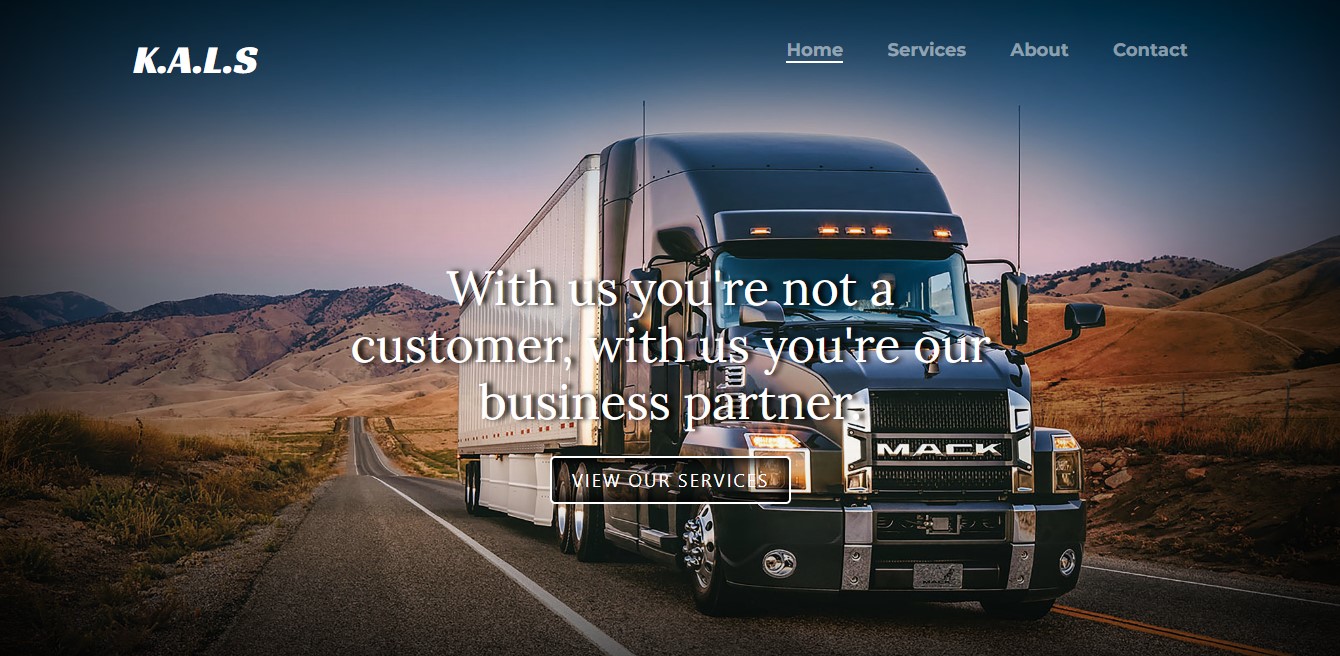 K.A.L.S
Home Services About Contact
With us you're not a
customer, with us you're our
business partner.
VIEW OUR SERVICES
MACK